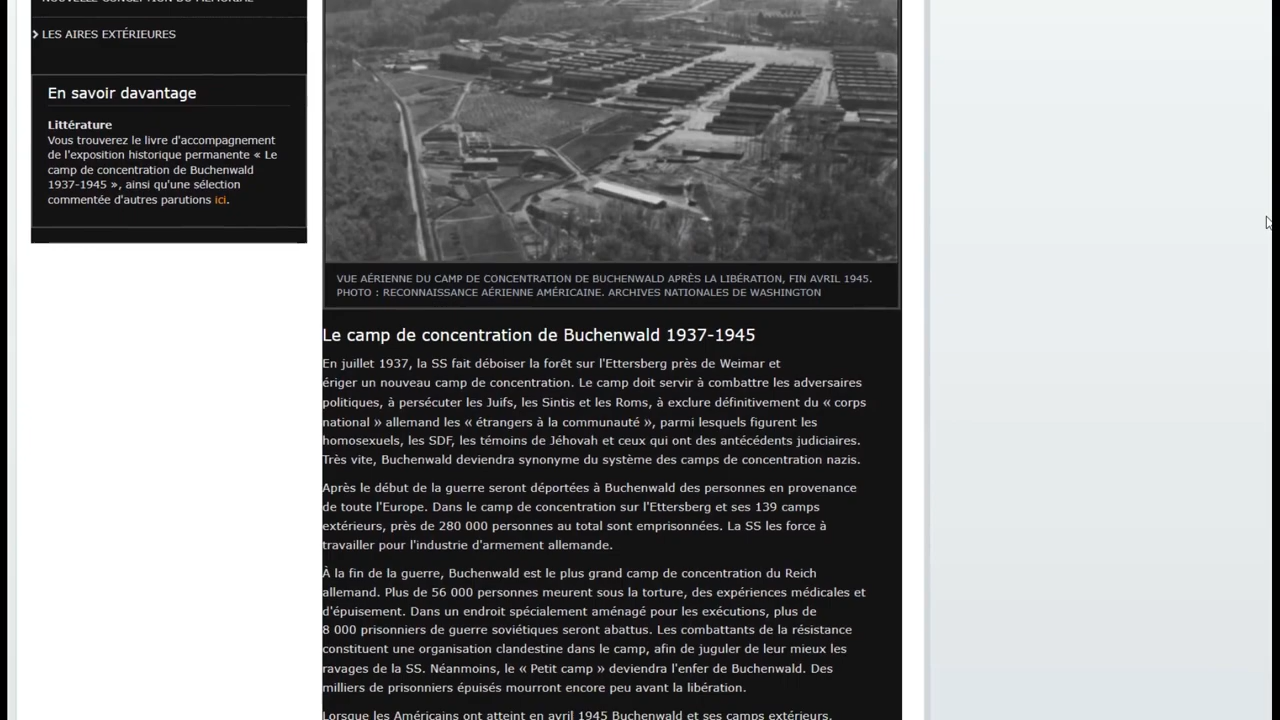 LES AIRES EXTÉRIEURES
En savoir davantage
Littérature
Vous trouverez le livre d'accompagnement
de l'exposition historique permanente « Le
camp de concentration de Buchenwald
1937-1945 », ainsi qu'une sélection
commentée d'autres parutions ici.
VUE AÉRIENNE DU CAMP DE CONCENTRATION DE BUCHENWALD APRÈS LA LIBÉRATION, FIN AVRIL 1945.
PHOTO : RECONNAISSANCE AÉRIENNE AMÉRICAINE. ARCHIVES NATIONALES DE WASHINGTON
Le camp de concentration de Buchenwald 1937-1945
En juillet 1937, la SS fait déboiser la forêt sur l'Ettersberg près de Weimar et
ériger un nouveau camp de concentration. Le camp doit servir à combattre les adversaires
politiques, à persécuter les Juifs, les Sintis et les Roms, à exclure définitivement du « corps
national » allemand les « étrangers à la communauté », parmi lesquels figurent les
homosexuels, les SDF, les témoins de Jéhovah et ceux qui ont des antécédents judiciaires.
Très vite, Buchenwald deviendra synonyme du système des camps de concentration nazis.
Après le début de la guerre seront déportées à Buchenwald des personnes en provenance
de toute l'Europe. Dans le camp de concentration sur l'Ettersberg et ses 139 camps
extérieurs, près de 280 000 personnes au total sont emprisonnées. La SS les force à
travailler pour l'industrie d'armement allemande.
À la fin de la guerre, Buchenwald est le plus grand camp de concentration du Reich
allemand. Plus de 56 000 personnes meurent sous la torture, des expériences médicales et
d'épuisement. Dans un endroit spécialement aménagé pour les exécutions, plus de
8 000 prisonniers de guerre soviétiques seront abattus. Les combattants de la résistance
constituent une organisation clandestine dans le camp, afin de juguler de leur mieux les
ravages de la SS. Néanmoins, le « Petit camp » deviendra l'enfer de Buchenwald. Des
milliers de prisonniers épuisés mourront encore peu avant la libération.
Lorsque les Américains ont atteint en avril 1945 Buchenwald et ses camps extérieurs,